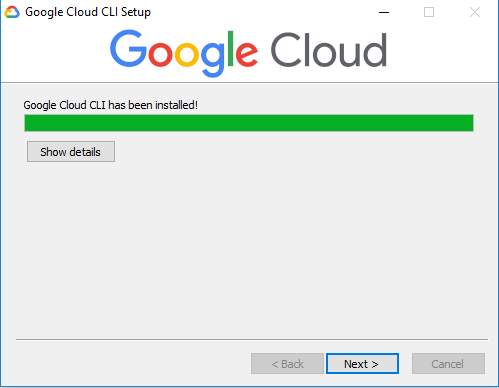 Google Cloud CLI Setup
Google Cloud
Google Cloud CLI has been installed!
Show details
< Back
Next >
Cancel